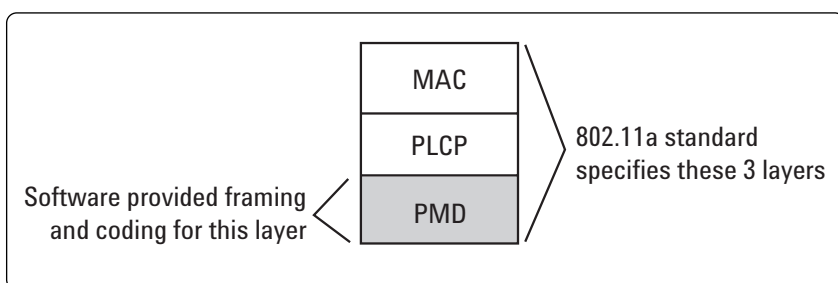 MAC
PLCP
PMD
802.11a standard
specifies these 3 layers
Software provided framing
and coding for this layer